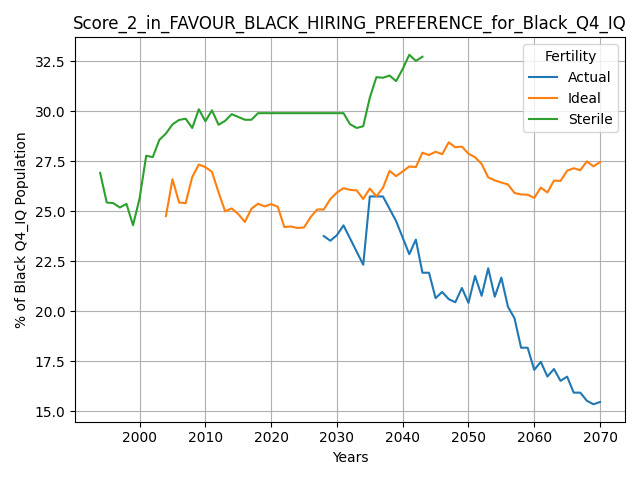 Score_2_in_FAVOUR_BLACK_HIRING_PREFERENCE_for_Black_Q4_IQ
Fertility
Actual
Ideal
Sterile
% of Black Q4_IQ Population
32.5
30.0
27.5
25.0
22.5
20.0
17.5
15.0
2000 2010 2020 2030 2040 2050 2060 2070
Years